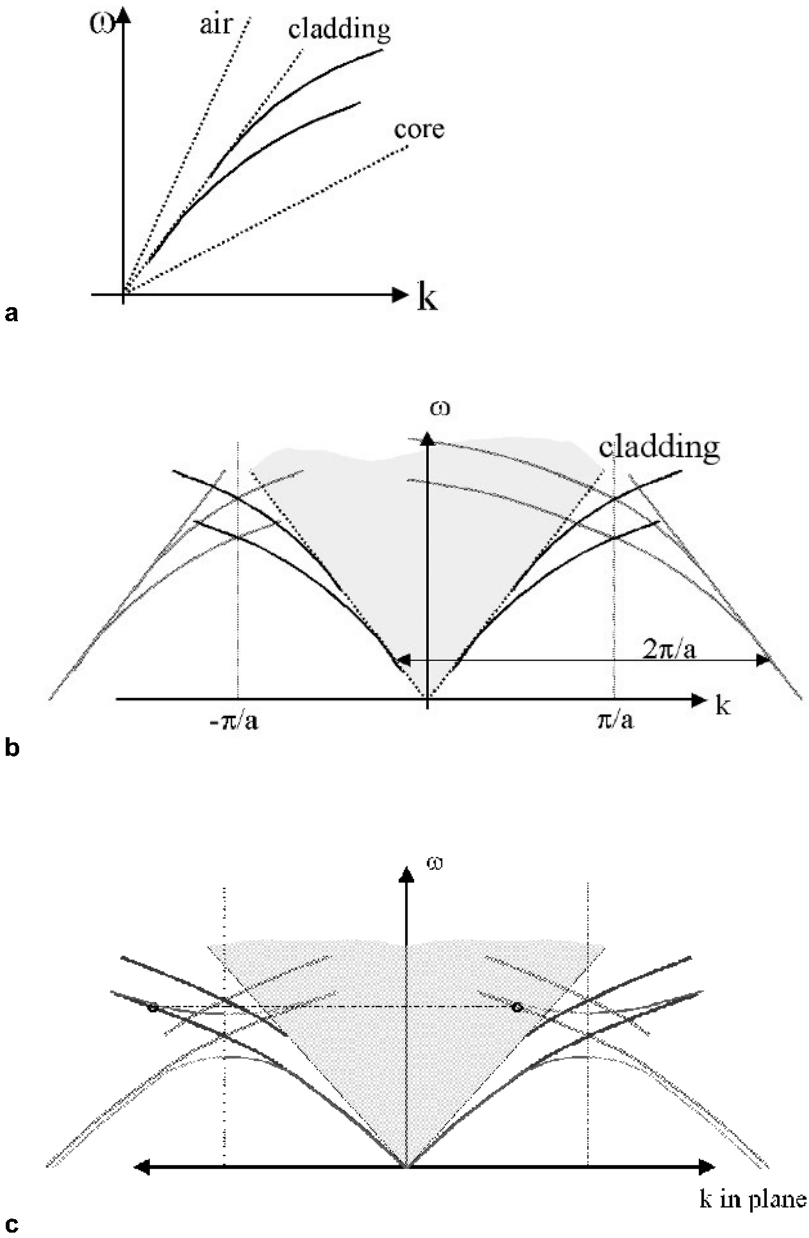 ω
air
cladding
core
k
a
ω
cladding
2π/a
k
-π/a
π/a
b
ω
k in plane
c